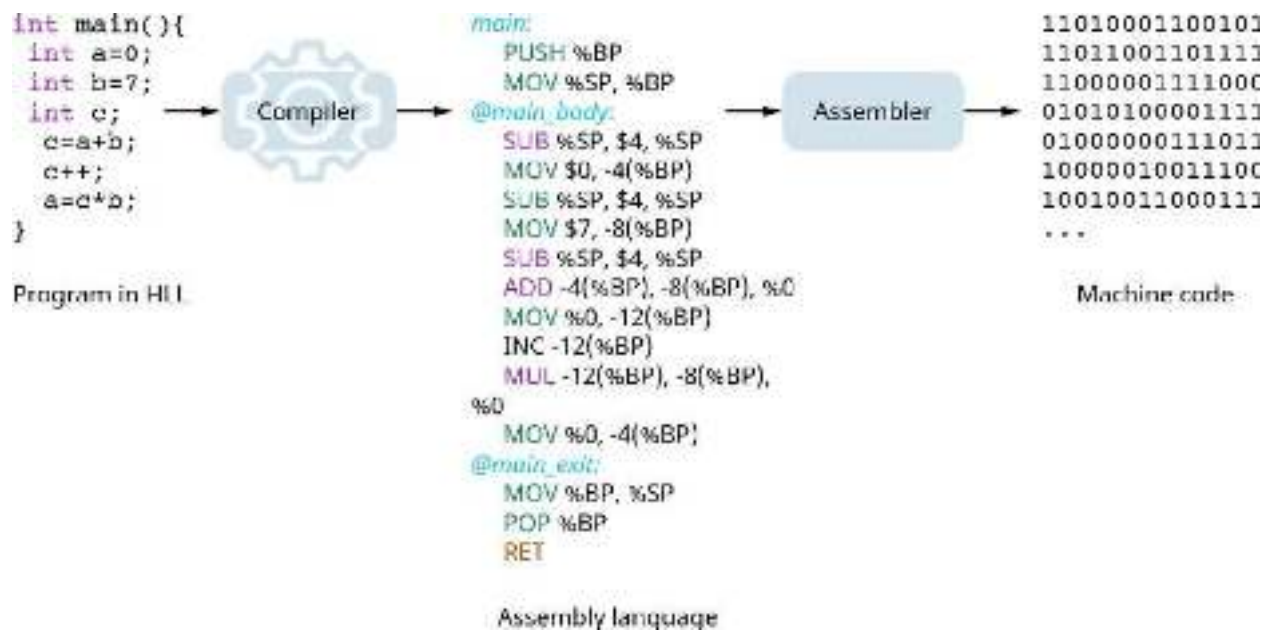 int main(){
int a=0;
int b=7;
int c;
c=a+b;
c++;
a=c*b;
}
Program in HLL
Compiler
main:
PUSH %BP
MOV %SP, %BP
@main_body:
SUB %SP, $4, %SP
MOV $0, -4(%BP)
SUB %SP, $4, %SP
MOV $7, -8(%BP)
SUB %SP, $4, %SP
ADD -4(%BP), -8(%BP), %0
MOV %0, -12(%BP)
INC -12(%BP)
MUL -12(%BP), -8(%BP),
%0
MOV %0, -4(%BP)
@main_exit:
MOV %BP, %SP
POP %BP
RET
Assembly language
Assembler
11010001100101
11011001101111
11000001111000
01010100001111
01000000111011
10000010011100
10010011000111
...
Machine code